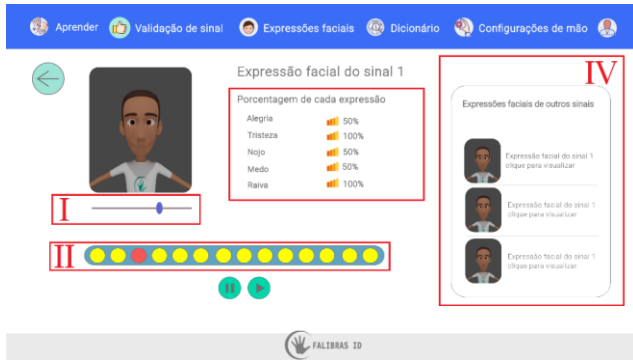 Aprender Validação de sinal Expressões faciais Dicionário Configurações de mão
Expressão facial do sinal 1
IV
Porcentagem de cada expressão
Expressões faciais de outros sinais
Alegria 50%
Tristeza 100%
Nojo 50%
Medo 50%
Raiva 100%
Expressão facial do sinal 1
clique para visualizar
Expressão facial do sinal 1
clique para visualizar
Expressão facial do sinal 1
clique para visualizar
I
II
FALIBRAS ID